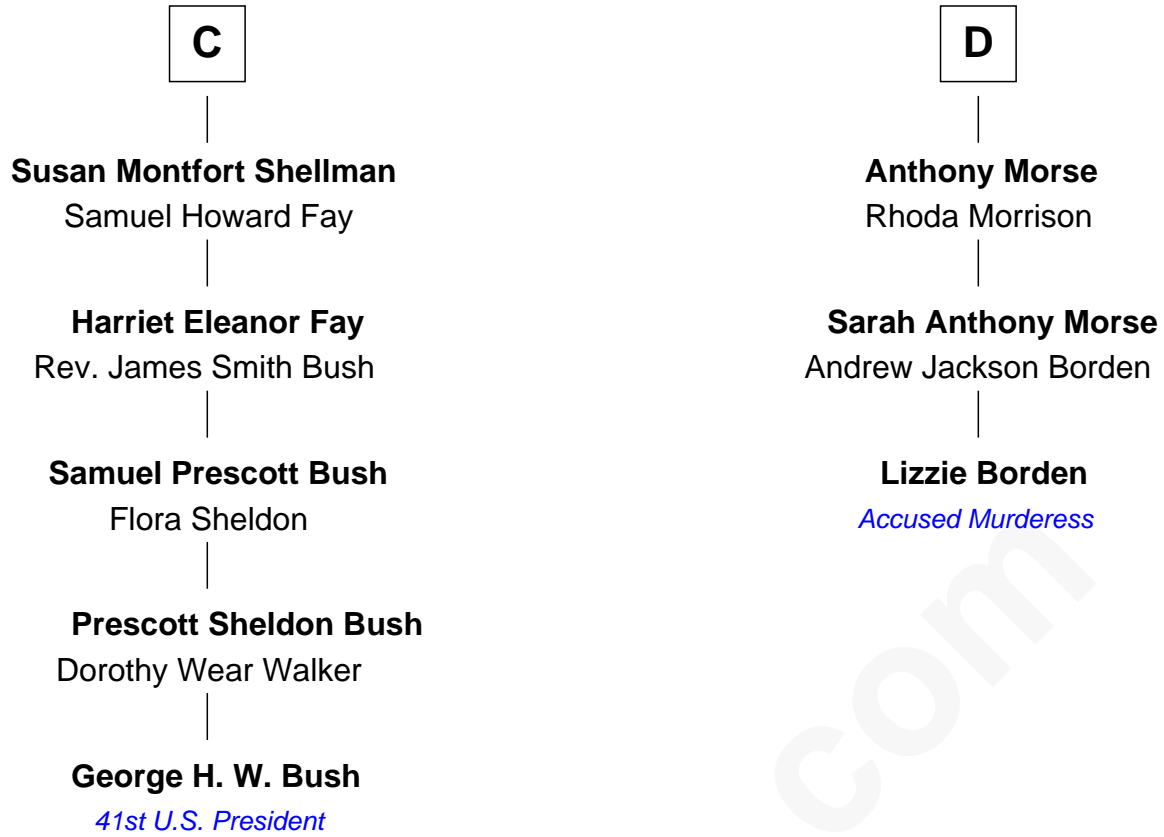 C
Susan Montfort Shellman
Samuel Howard Fay
Harriet Eleanor Fay
Rev. James Smith Bush
Samuel Prescott Bush
Flora Sheldon
Prescott Sheldon Bush
Dorothy Wear Walker
George H. W. Bush
41st U.S. President
D
Anthony Morse
Rhoda Morrison
Sarah Anthony Morse
Andrew Jackson Borden
Lizzie Borden
Accused Murderess
com